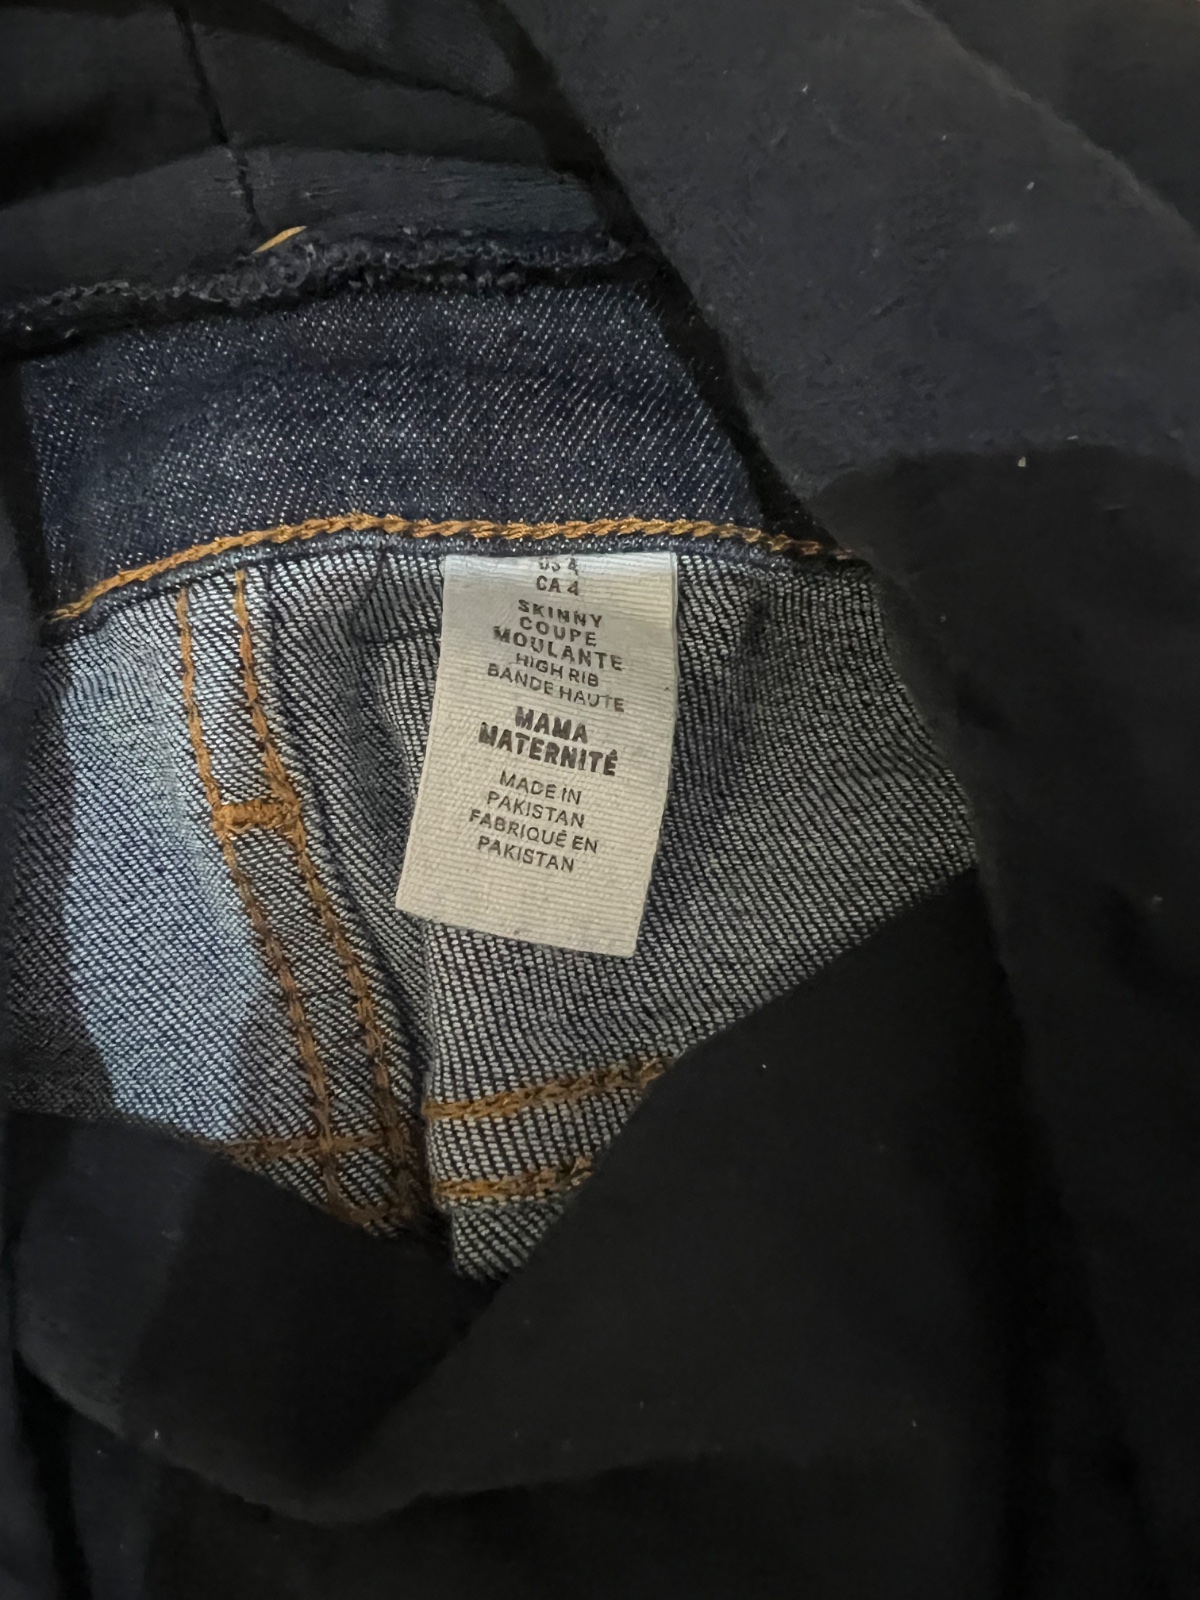 US 4
CA 4
SKINNY
COUPE
MOULANTE
HIGH RIB
BANDE HAUTE
MAMA
MATERNITÉ
MADE IN
PAKISTAN
FABRIQUÉ EN
PAKISTAN